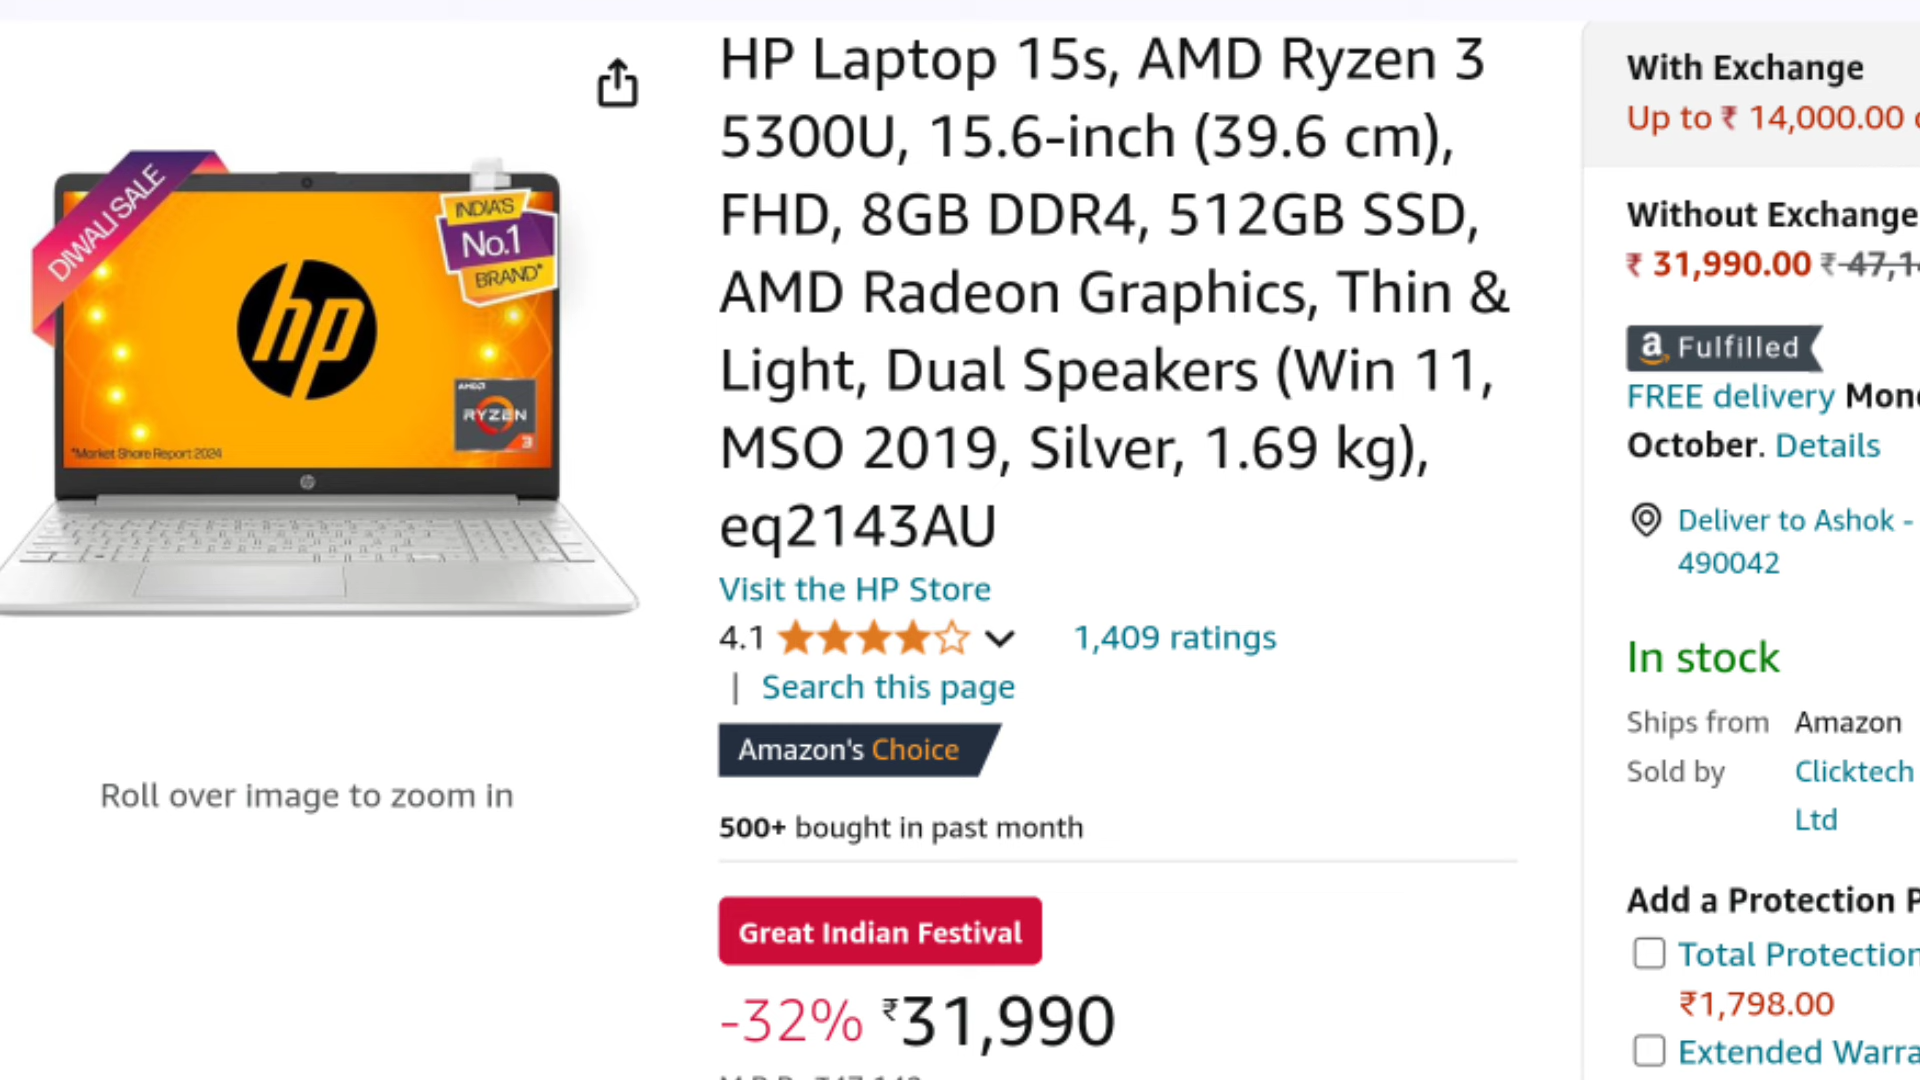 DIWALI SALE
INDIA'S
No.1
BRAND*
hp
AMD
RYZEN
3
*Market Share Report 2024
hp
Roll over image to zoom in
HP Laptop 15s, AMD Ryzen 3
5300U, 15.6-inch (39.6 cm),
FHD, 8GB DDR4, 512GB SSD,
AMD Radeon Graphics, Thin &
Light, Dual Speakers (Win 11,
MSO 2019, Silver, 1.69 kg),
eq2143AU
Visit the HP Store
4.1 1,409 ratings
| Search this page
Amazon's Choice
500+ bought in past month
Great Indian Festival
-32% ₹31,990
With Exchange
Up to ₹ 14,000.00
Without Exchange
₹ 31,990.00 ₹
a Fulfilled
FREE delivery
October. Details
Deliver to Ashok -
490042
In stock
Ships from Amazon
Sold by Clicktech
Ltd
Add a Protection
Total Protection
₹1,798.00
Extended